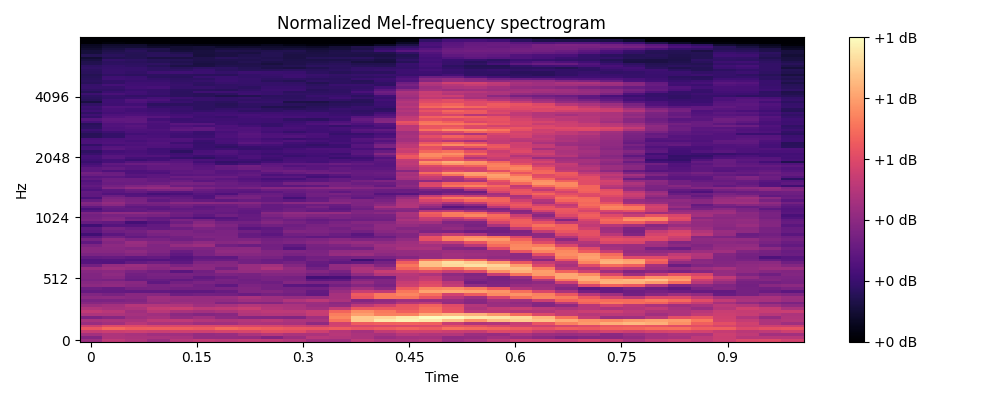 Normalized Mel-frequency spectrogram
Hz
4096
2048
1024
512
0
0 0.15 0.3 0.45 0.6 0.75 0.9
Time
+1 dB
+1 dB
+1 dB
+0 dB
+0 dB
+0 dB